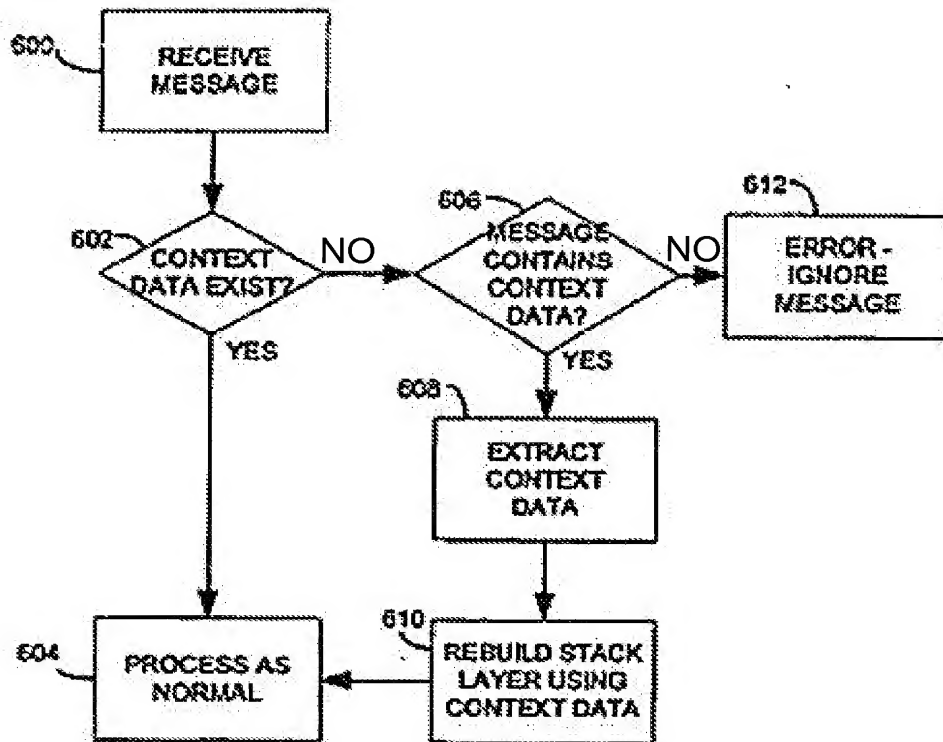 600
RECEIVE
MESSAGE
602
CONTEXT
DATA EXIST?
NO
YES
606
MESSAGE
CONTAINS
CONTEXT
DATA?
NO
YES
612
ERROR -
IGNORE
MESSAGE
608
EXTRACT
CONTEXT
DATA
610
REBUILD STACK
LAYER USING
CONTEXT DATA
604
PROCESS AS
NORMAL